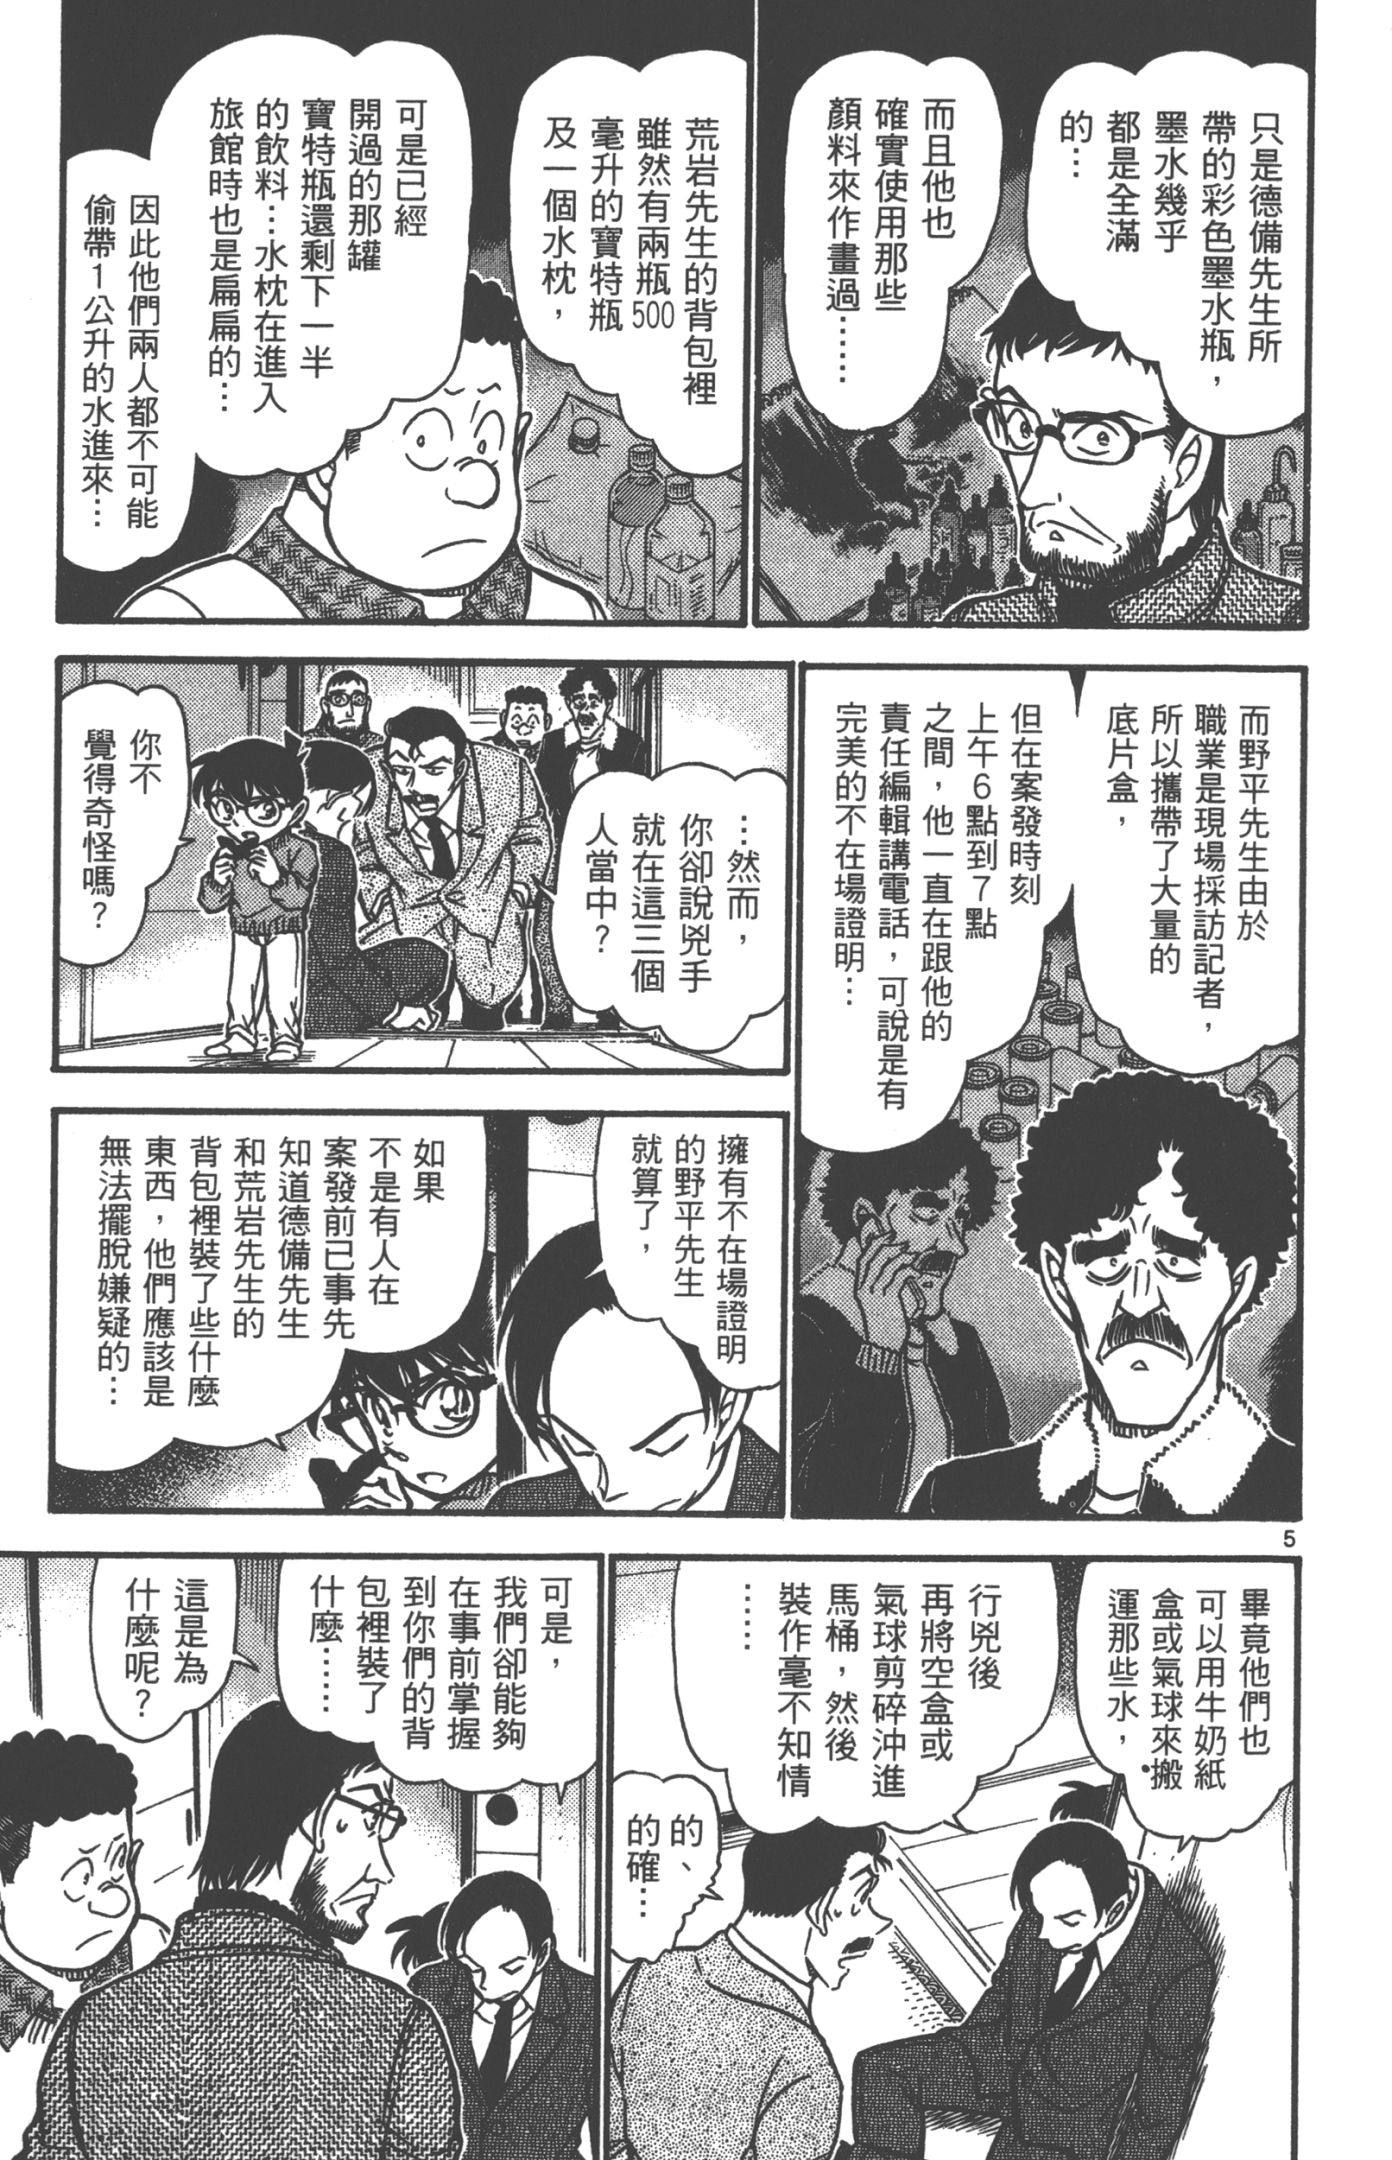 只是德備先生所
帶的彩色墨水瓶，
墨水幾乎
都是全滿
的…
而且他也
確實使用那些
顏料來作畫過……
荒岩先生的背包裡
雖然有兩瓶500
毫升的寶特瓶
及一個水枕，
可是已經
開過的那罐
寶特瓶還剩下一半
的飲料…水枕在進入
旅館時也是扁扁的…
因此他們兩人都不可能
偷帶1公升的水進來…
而野平先生由於
職業是現場採訪記者，
所以攜帶了大量的
底片盒，
但在案發時刻
上午6點到7點
之間，他一直在跟他的
責任編輯講電話，可說是有
完美的不在場證明…
…然而，
你卻說兇手
就在這三個
人當中？
你不
覺得奇怪嗎？
擁有不在場證明
的野平先生
就算了，
如果
不是有人在
案發前已事先
知道德備先生
和荒岩先生的
背包裡裝了些什麼
東西，他們應該是
無法擺脫嫌疑的…
5
畢竟他們也
可以用牛奶紙
盒或氣球來搬
運那些水，
行兇後
再將空盒或
氣球剪碎沖進
馬桶，然後
裝作毫不知情
……
的、
的確…
可是，
我們卻能夠
在事前掌握
到你們的背
包裡裝了
什麼……
這是為
什麼呢？